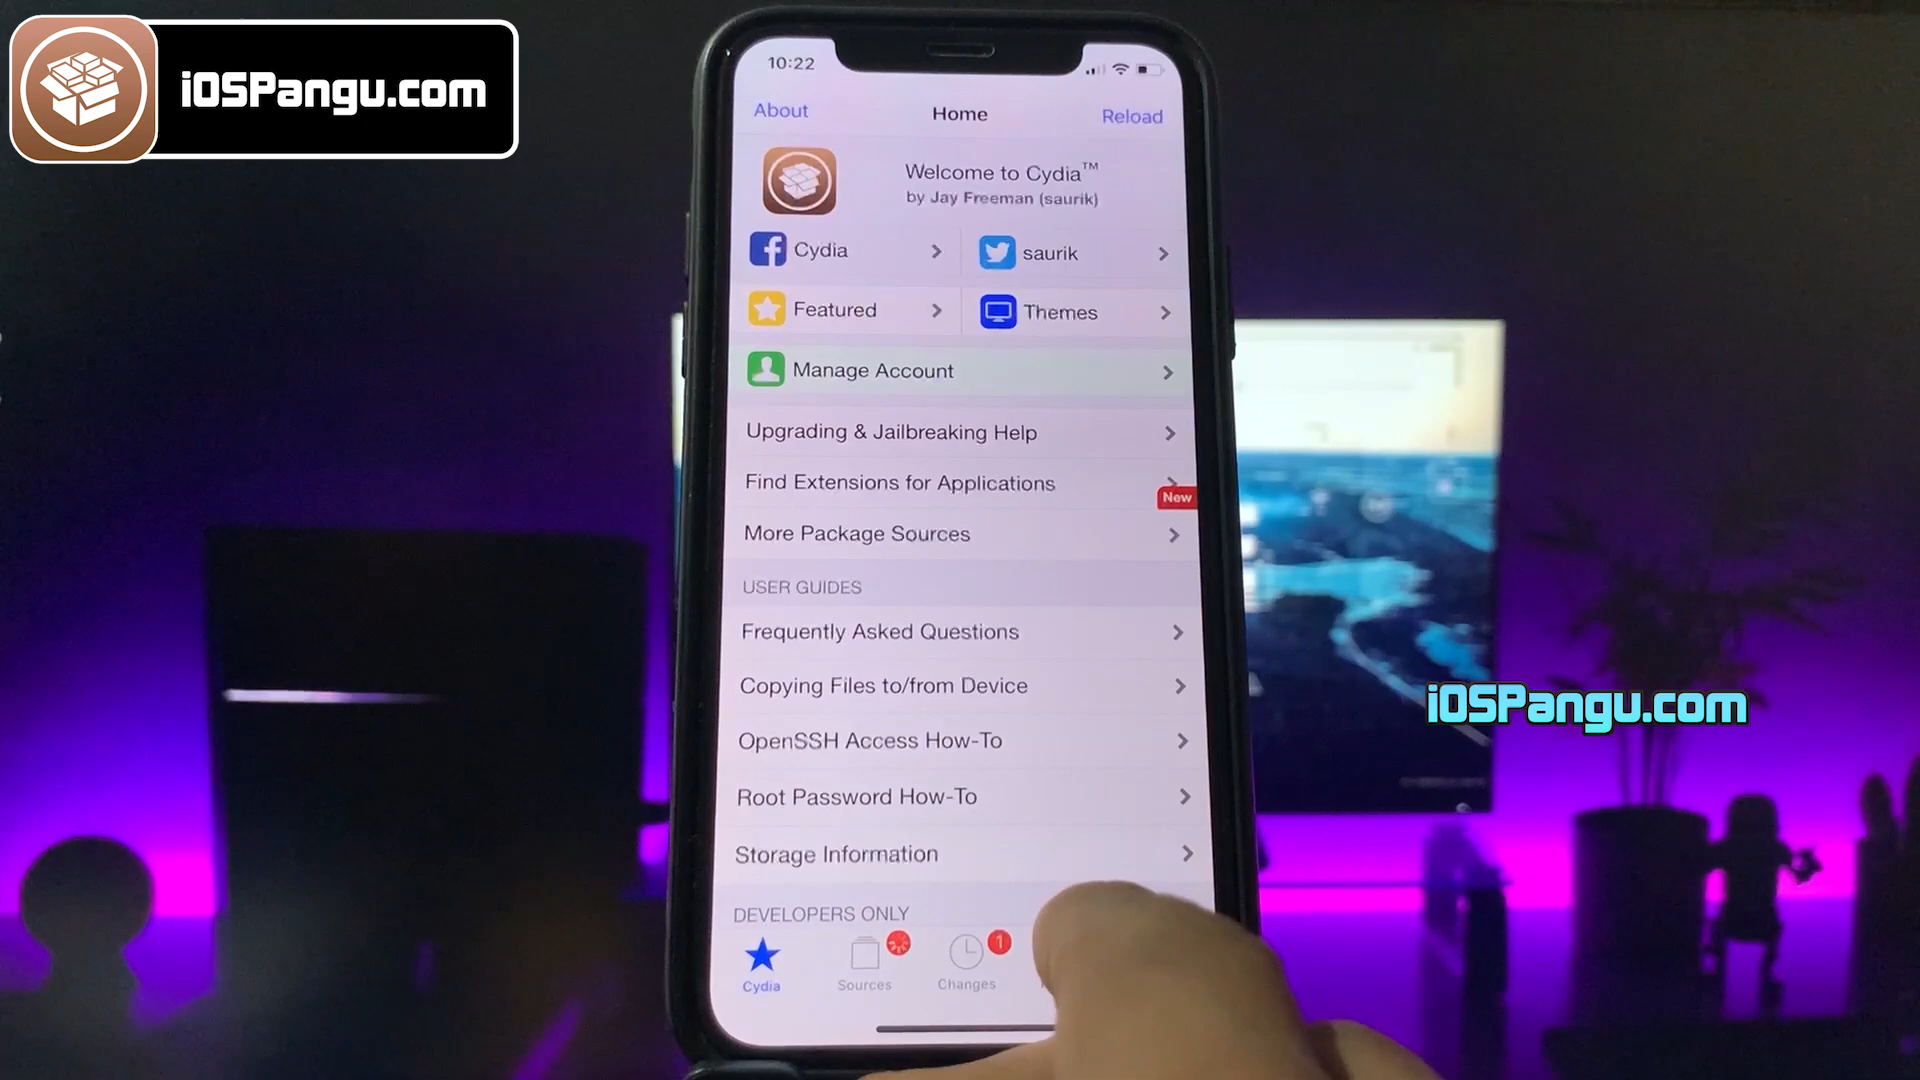 iOSPangu.com
10:22
About
Home
Reload
Welcome to Cydia™
by Jay Freeman (saurik)
Cydia
saurik
Featured
Themes
Manage Account
Upgrading & Jailbreaking Help
Find Extensions for Applications
New
More Package Sources
USER GUIDES
Frequently Asked Questions
Copying Files to/from Device
iOSPangu.com
OpenSSH Access How-To
Root Password How-To
Storage Information
DEVELOPERS ONLY
1
Cydia
Sources
Changes